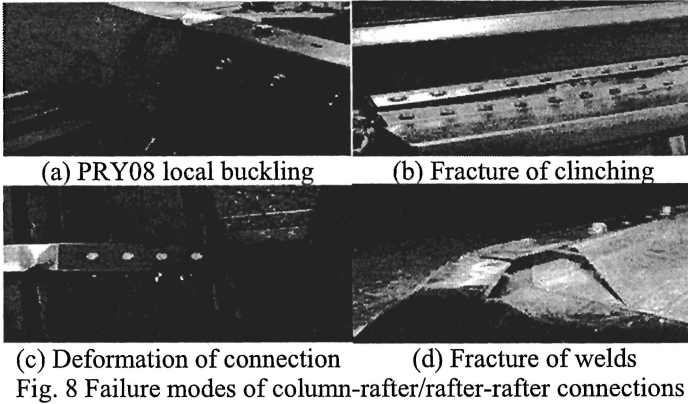 (a) PRY08 local buckling
(b) Fracture of clinching
(c) Deformation of connection
(d) Fracture of welds
Fig. 8 Failure modes of column-rafter/rafter-rafter connections